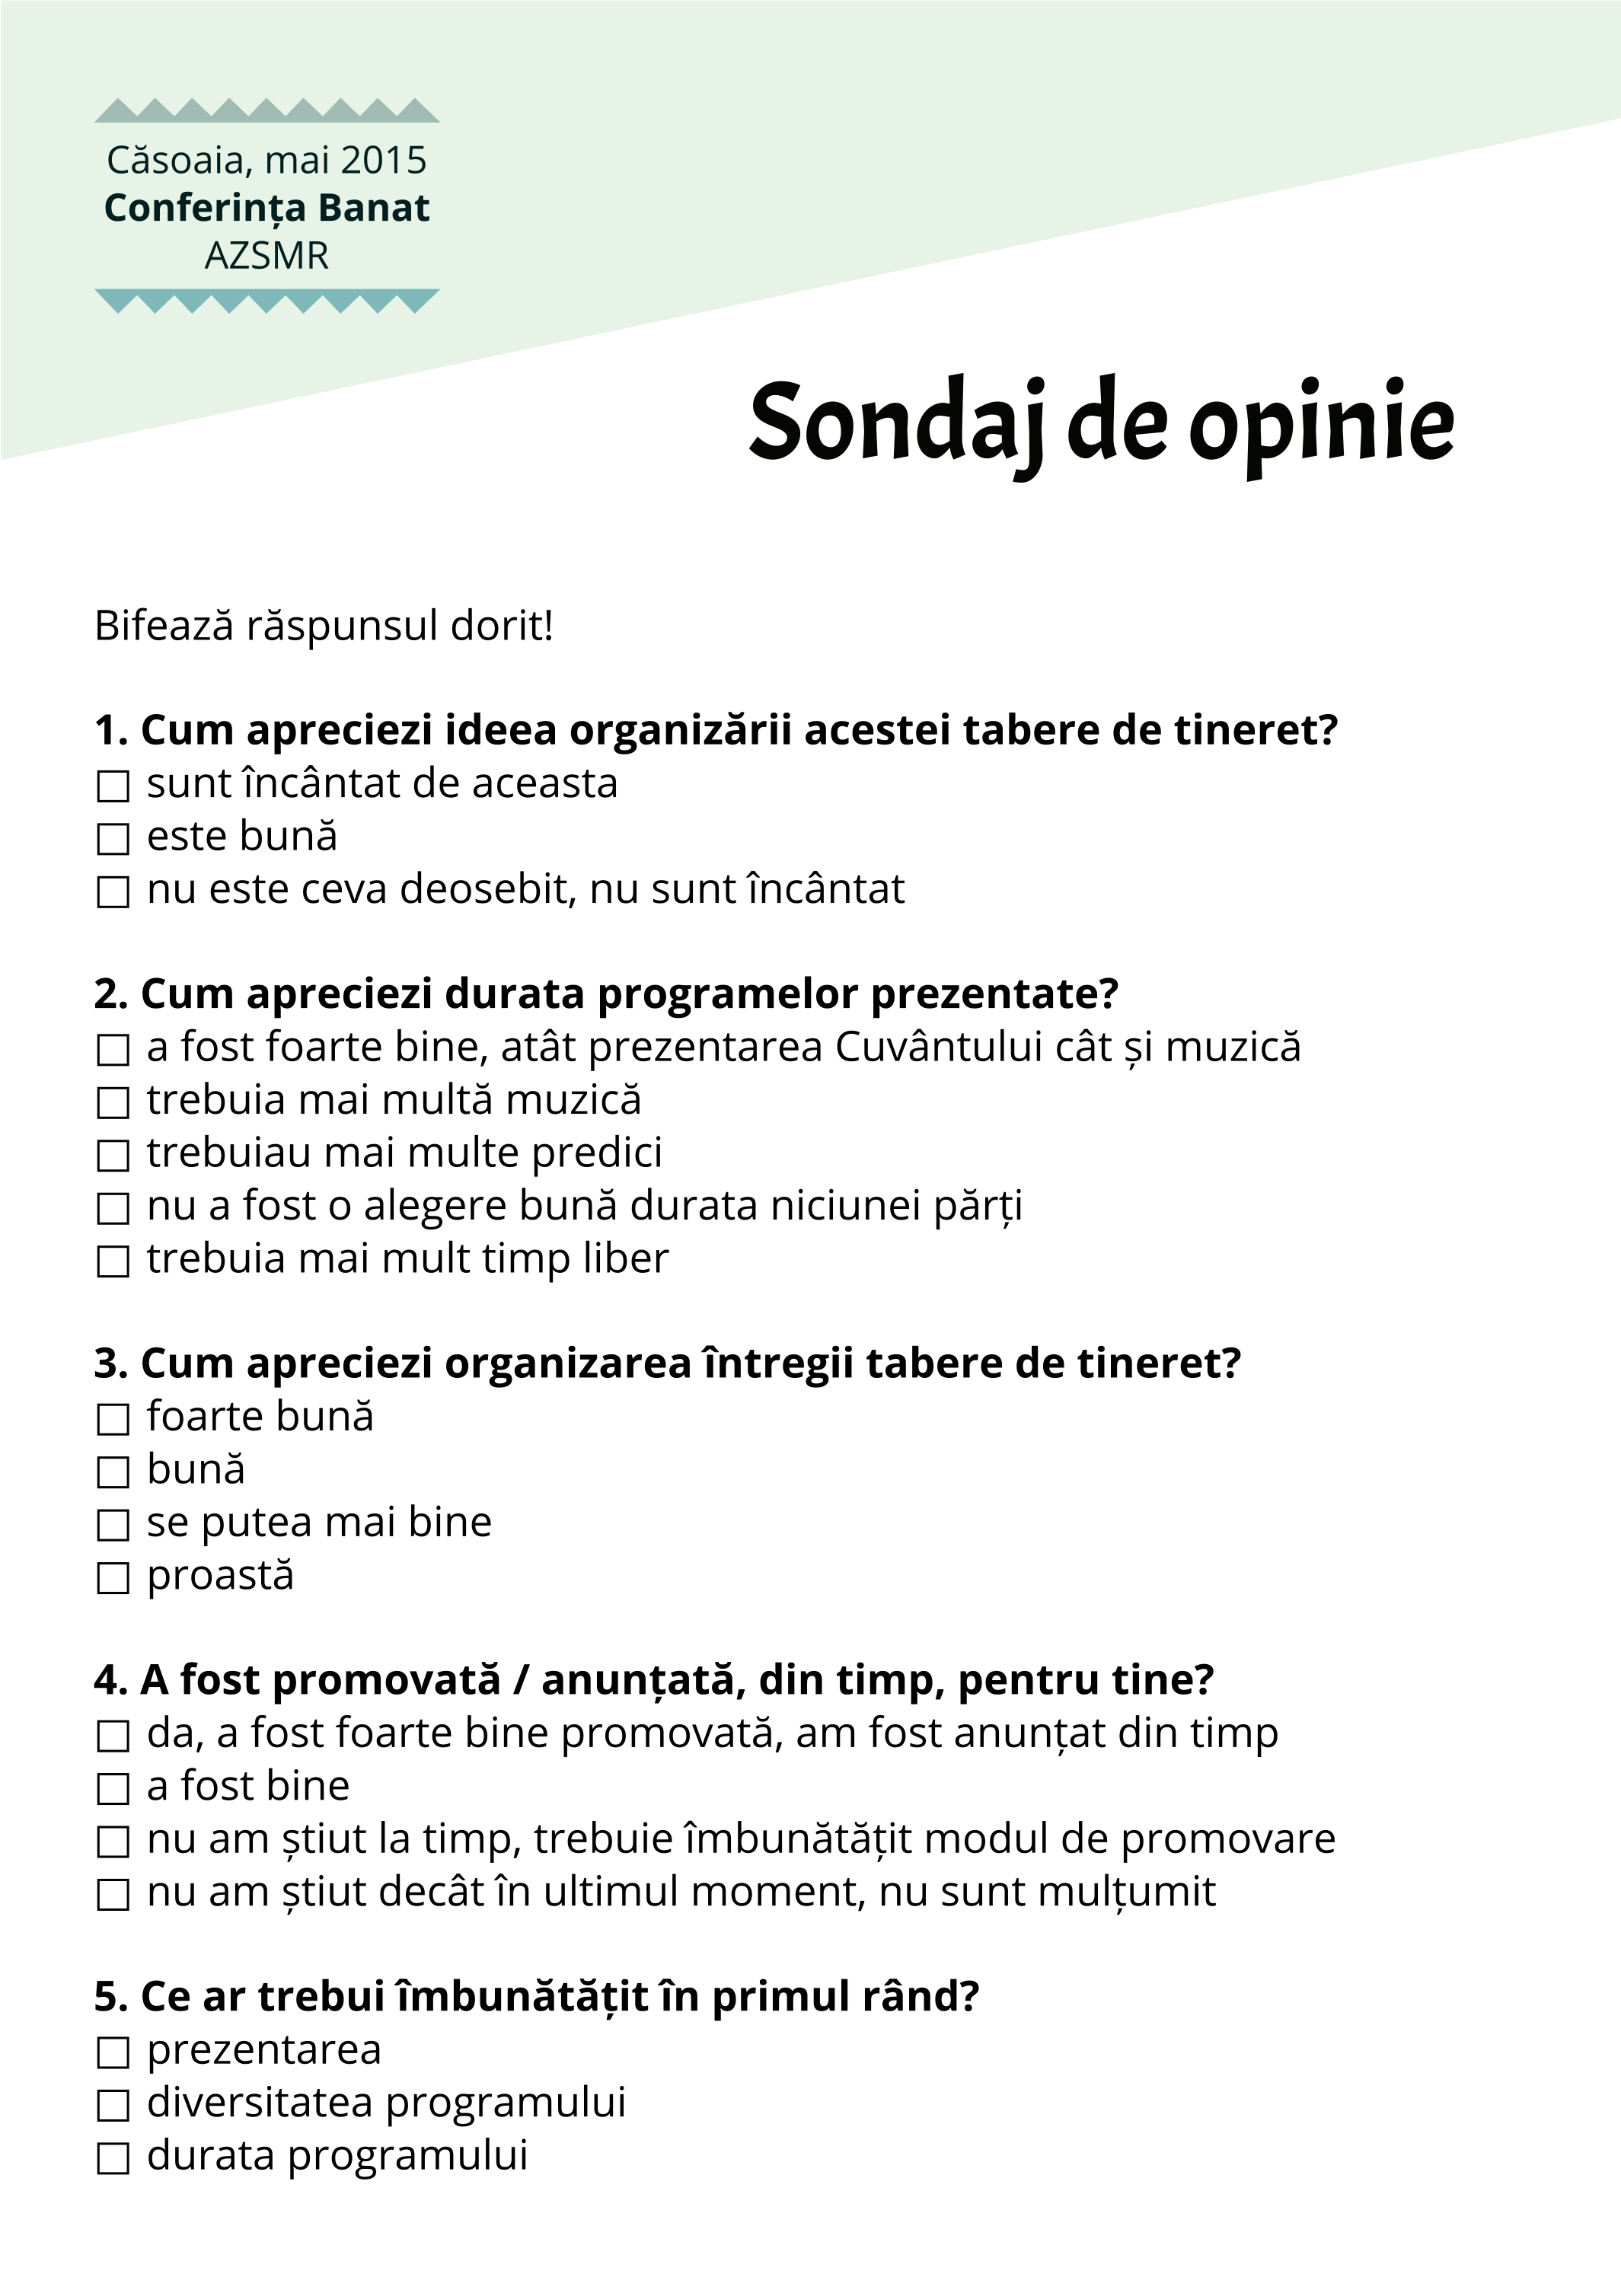 Căsoaia, mai 2015
Conferința Banat
AZSMR
Sondaj de opinie
Bifează răspunsul dorit!
1. Cum apreciezi ideea organizării acestei tabere de tineret?
□ sunt încântat de aceasta
□ este bună
□ nu este ceva deosebit, nu sunt încântat
2. Cum apreciezi durata programelor prezentate?
□ a fost foarte bine, atât prezentarea Cuvântului cât și muzică
□ trebuia mai multă muzică
□ trebuiau mai multe predici
□ nu a fost o alegere bună durata niciunei părți
□ trebuia mai mult timp liber
3. Cum apreciezi organizarea întregii tabere de tineret?
□ foarte bună
□ bună
□ se putea mai bine
□ proastă
4. A fost promovată / anunțată, din timp, pentru tine?
□ da, a fost foarte bine promovată, am fost anunțat din timp
□ a fost bine
□ nu am știut la timp, trebuie îmbunătățit modul de promovare
□ nu am știut decât în ultimul moment, nu sunt mulțumit
5. Ce ar trebui îmbunătățit în primul rând?
□ prezentarea
□ diversitatea programului
□ durata programului